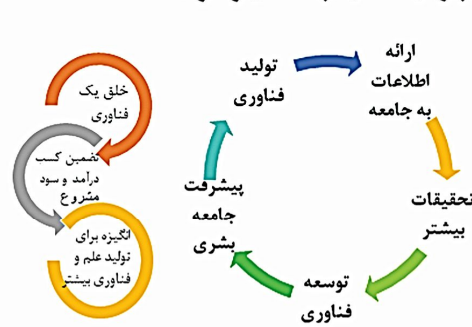 ارائه
اطلاعات
به جامعه
تحقیقات
بیشتر
توسعه
فناوری
پیشرفت
جامعه
بشری
تولید
فناوری
خلق یک
فناوری
تضمین کسب
درآمد و سود
مشروع
انگیزه برای
تولید علم و
فناوری بیشتر